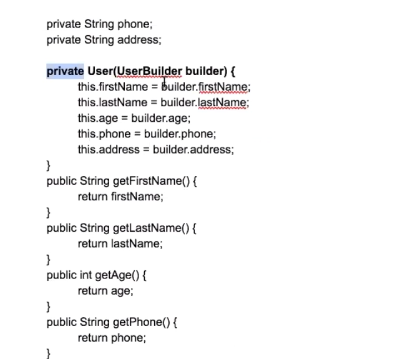 private String phone;
private String address;
private User(UserBuilder builder) {
this.firstName = builder.firstName;
this.lastName = builder.lastName;
this.age = builder.age;
this.phone = builder.phone;
this.address = builder.address;
}
public String getFirstName() {
return firstName;
}
public String getLastName() {
return lastName;
}
public int getAge() {
return age;
}
public String getPhone() {
return phone;
}